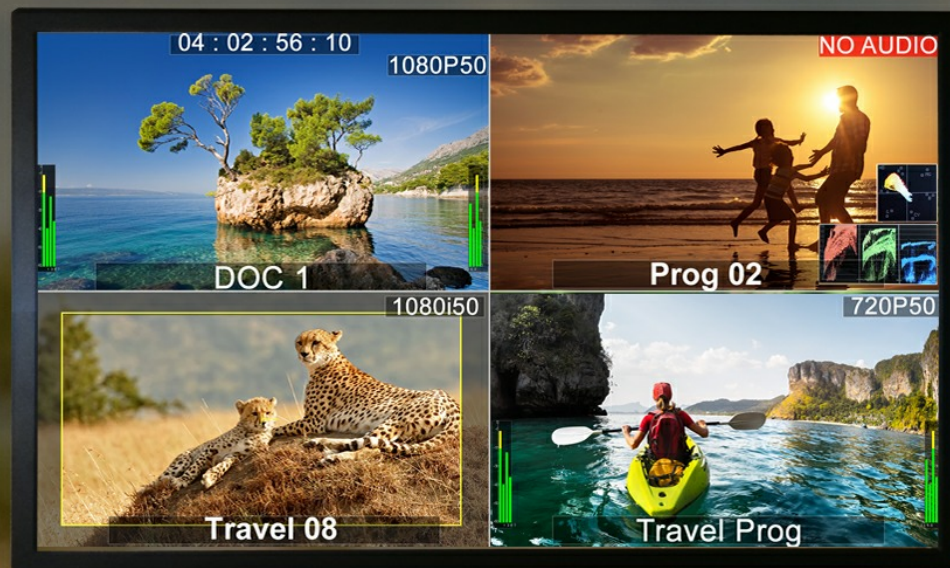 04 : 02 : 56 : 10
1080P50
DOC 1
NO AUDIO
Prog 02
1080i50
Travel 08
720P50
Travel Prog